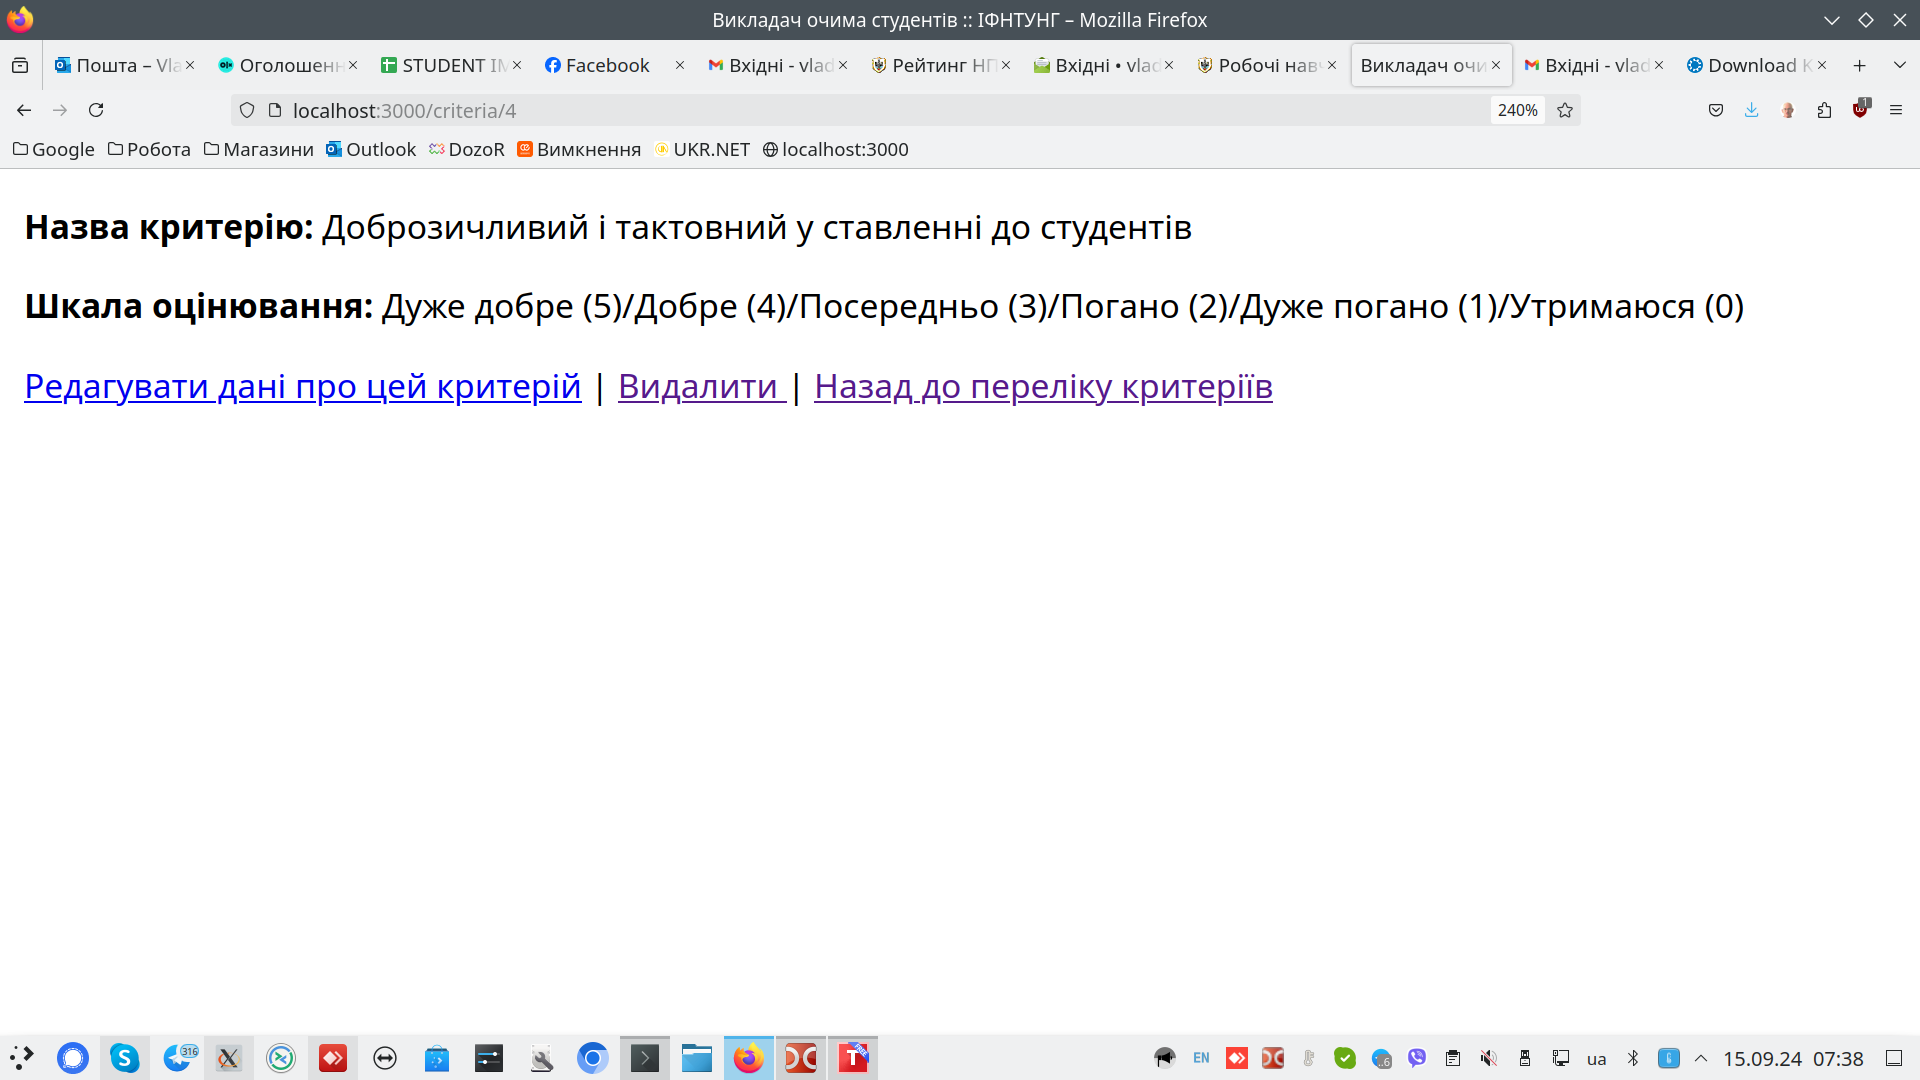 Викладач очима студентів :: ІФНТУНГ – Mozilla Firefox
Пошта – Vla Оголошенн STUDENT IM Facebook Вхідні - vlad Рейтинг НП Вхідні • vlad Робочі навч Викладач очи Вхідні - vlad Download K
localhost:3000/criteria/4 240% 1
Google Робота Магазини Outlook DozoR Вимкнення UKR.NET localhost:3000
Назва критерію: Доброзичливий і тактовний у ставленні до студентів
Шкала оцінювання: Дуже добре (5)/Добре (4)/Посередньо (3)/Погано (2)/Дуже погано (1)/Утримаюся (0)
Редагувати дані про цей критерій | Видалити | Назад до переліку критеріїв
316 EN ua 15.09.24 07:38